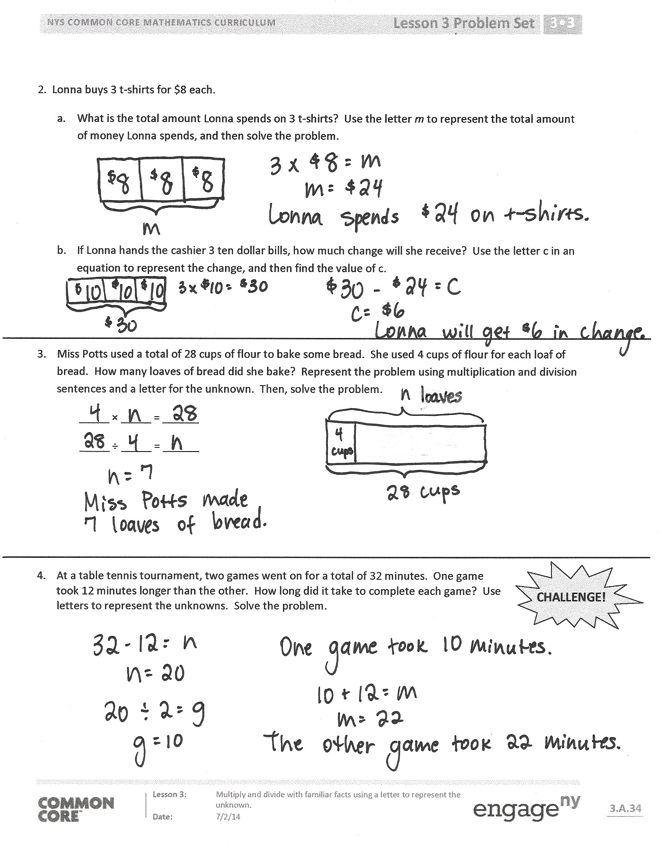 NYS COMMON CORE MATHEMATICS CURRICULUM Lesson 3 Problem Set 3•3
2. Lonna buys 3 t-shirts for $8 each.
a. What is the total amount Lonna spends on 3 t-shirts? Use the letter m to represent the total amount
of money Lonna spends, and then solve the problem.
$8 $8 $8
m
3 x $8 = m
m = $24
Lonna spends $24 on t-shirts.
b. If Lonna hands the cashier 3 ten dollar bills, how much change will she receive? Use the letter c in an
equation to represent the change, and then find the value of c.
$10 $10 $10 3 x $10 = $30
$30
$30 - $24 = C
C = $6
Lonna will get $6 in change.
3. Miss Potts used a total of 28 cups of flour to bake some bread. She used 4 cups of flour for each loaf of
bread. How many loaves of bread did she bake? Represent the problem using multiplication and division
sentences and a letter for the unknown. Then, solve the problem.
4 × n = 28
28 ÷ 4 = n
n = 7
Miss Potts made
7 loaves of bread.
n loaves
4
cups
28 cups
4. At a table tennis tournament, two games went on for a total of 32 minutes. One game
took 12 minutes longer than the other. How long did it take to complete each game? Use
letters to represent the unknowns. Solve the problem.
CHALLENGE!
32 - 12 = n
n = 20
20 ÷ 2 = g
g = 10
One game took 10 minutes.
10 + 12 = m
m = 22
The other game took 22 minutes.
COMMON
CORE™
Lesson 3: Multiply and divide with familiar facts using a letter to represent the
unknown.
Date: 7/2/14
engage ny
3.A.34